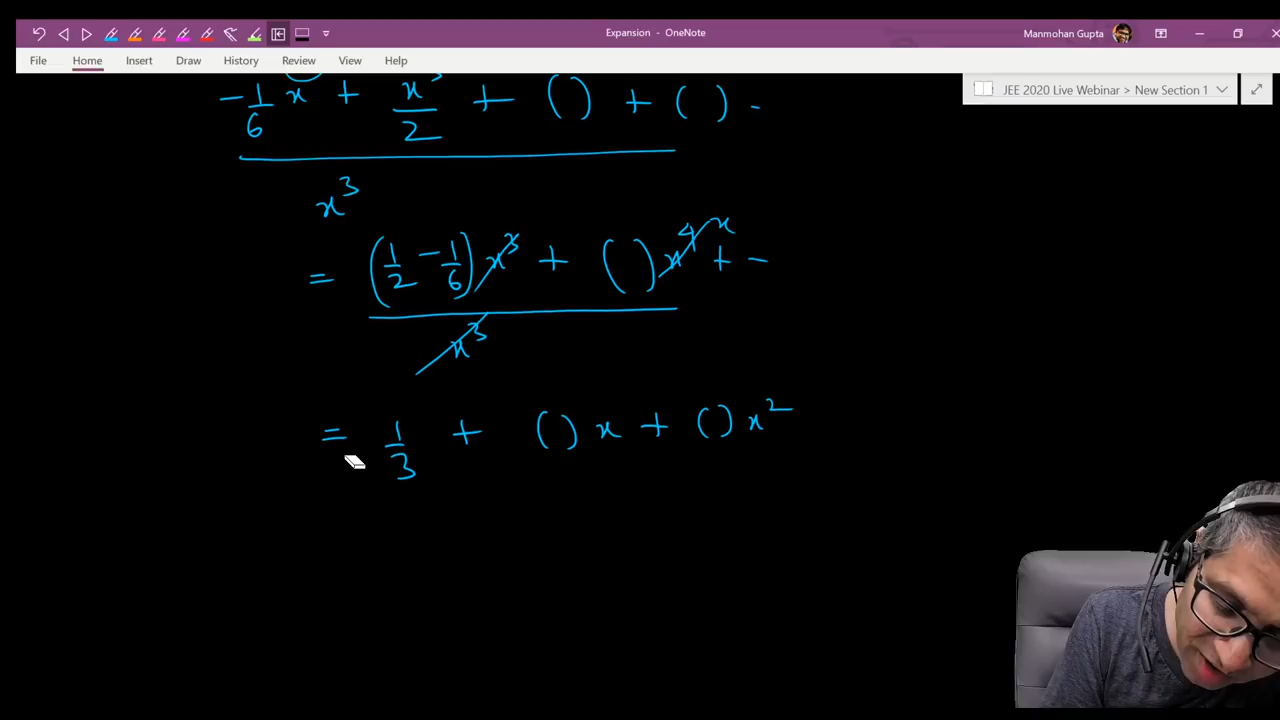 Expansion - OneNote
Manmohan Gupta
File Home Insert Draw History Review View Help
JEE 2020 Live Webinar > New Section 1
-1/6 x + x³/2 + ( ) + ( ) -
x³
= (1/2 - 1/6) x³ + ( ) x⁴ x + -
x³
= 1/3 + ( ) x + ( ) x²